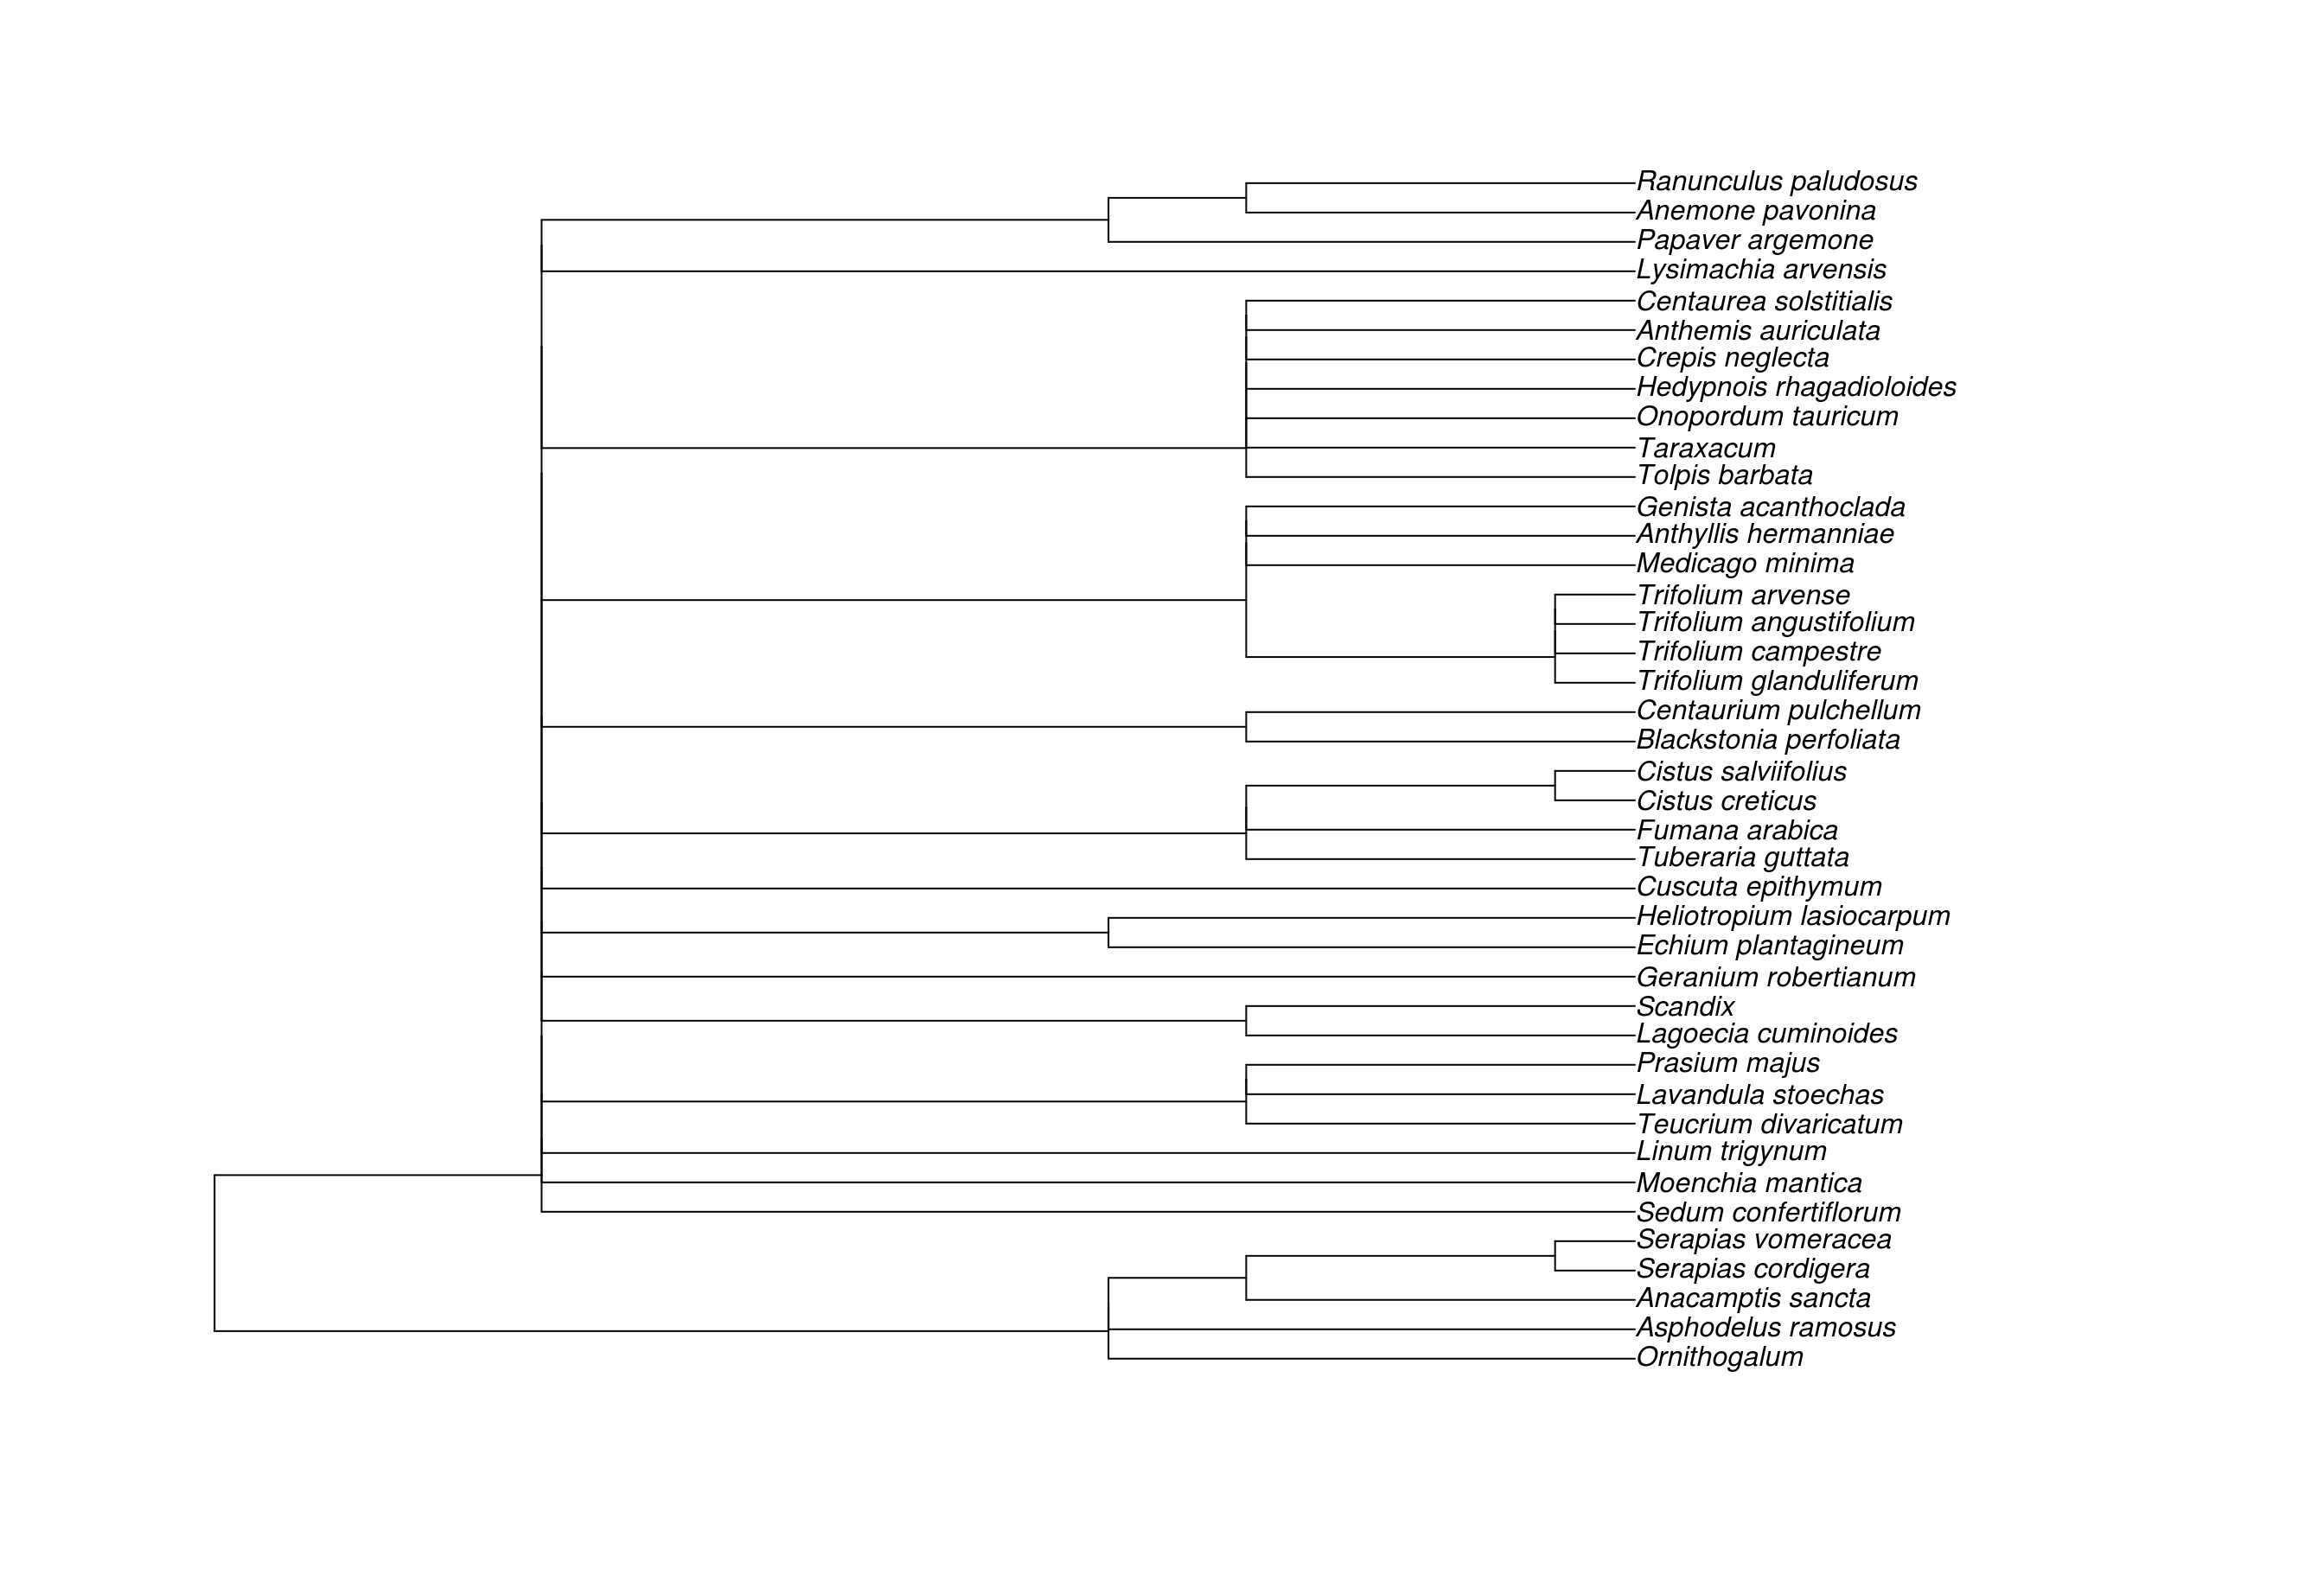 Ranunculus paludosus
Anemone pavonina
Papaver argemone
Lysimachia arvensis
Centaurea solstitialis
Anthemis auriculata
Crepis neglecta
Hedypnois rhagadioloides
Onopordum tauricum
Taraxacum
Tolpis barbata
Genista acanthoclada
Anthyllis hermanniae
Medicago minima
Trifolium arvense
Trifolium angustifolium
Trifolium campestre
Trifolium glanduliferum
Centaurium pulchellum
Blackstonia perfoliata
Cistus salviifolius
Cistus creticus
Fumana arabica
Tuberaria guttata
Cuscuta epithymum
Heliotropium lasiocarpum
Echium plantagineum
Geranium robertianum
Scandix
Lagoecia cuminoides
Prasium majus
Lavandula stoechas
Teucrium divaricatum
Linum trigynum
Moenchia mantica
Sedum confertiflorum
Serapias vomeracea
Serapias cordigera
Anacamptis sancta
Asphodelus ramosus
Ornithogalum